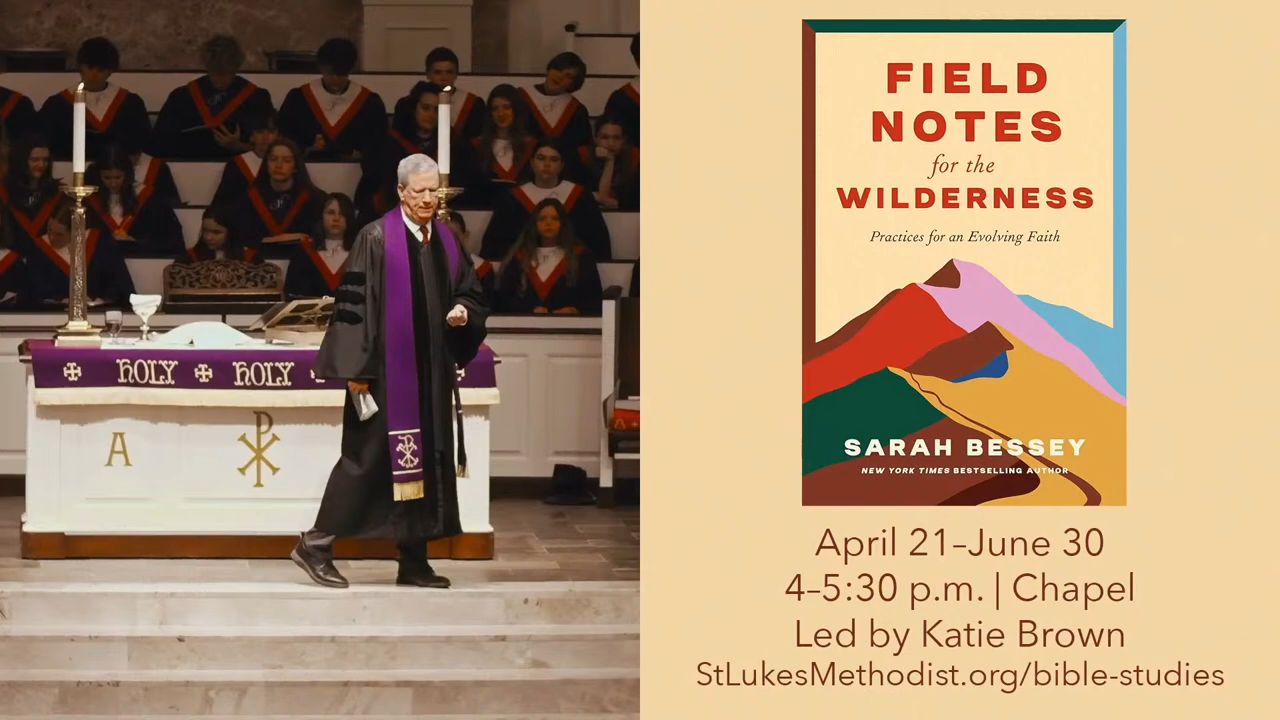 HOLY HOLY
A
FIELD
NOTES
for the
WILDERNESS
Practices for an Evolving Faith
SARAH BESSEY
NEW YORK TIMES BESTSELLING AUTHOR
April 21–June 30
4–5:30 p.m. | Chapel
Led by Katie Brown
StLukesMethodist.org/bible-studies